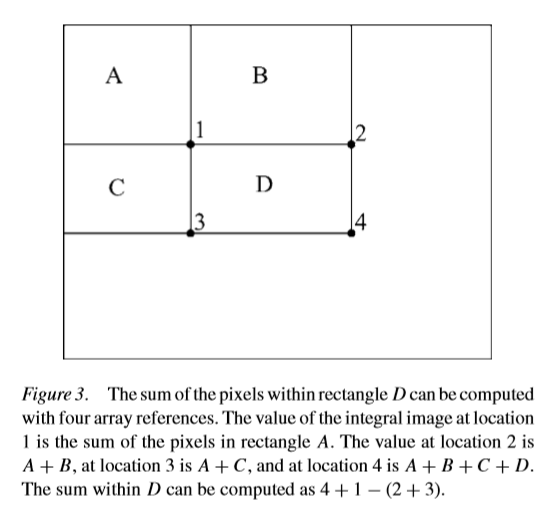 A B
1 2
C D
3 4
Figure 3. The sum of the pixels within rectangle D can be computed
with four array references. The value of the integral image at location
1 is the sum of the pixels in rectangle A. The value at location 2 is
A + B, at location 3 is A + C, and at location 4 is A + B + C + D.
The sum within D can be computed as 4 + 1 – (2 + 3).